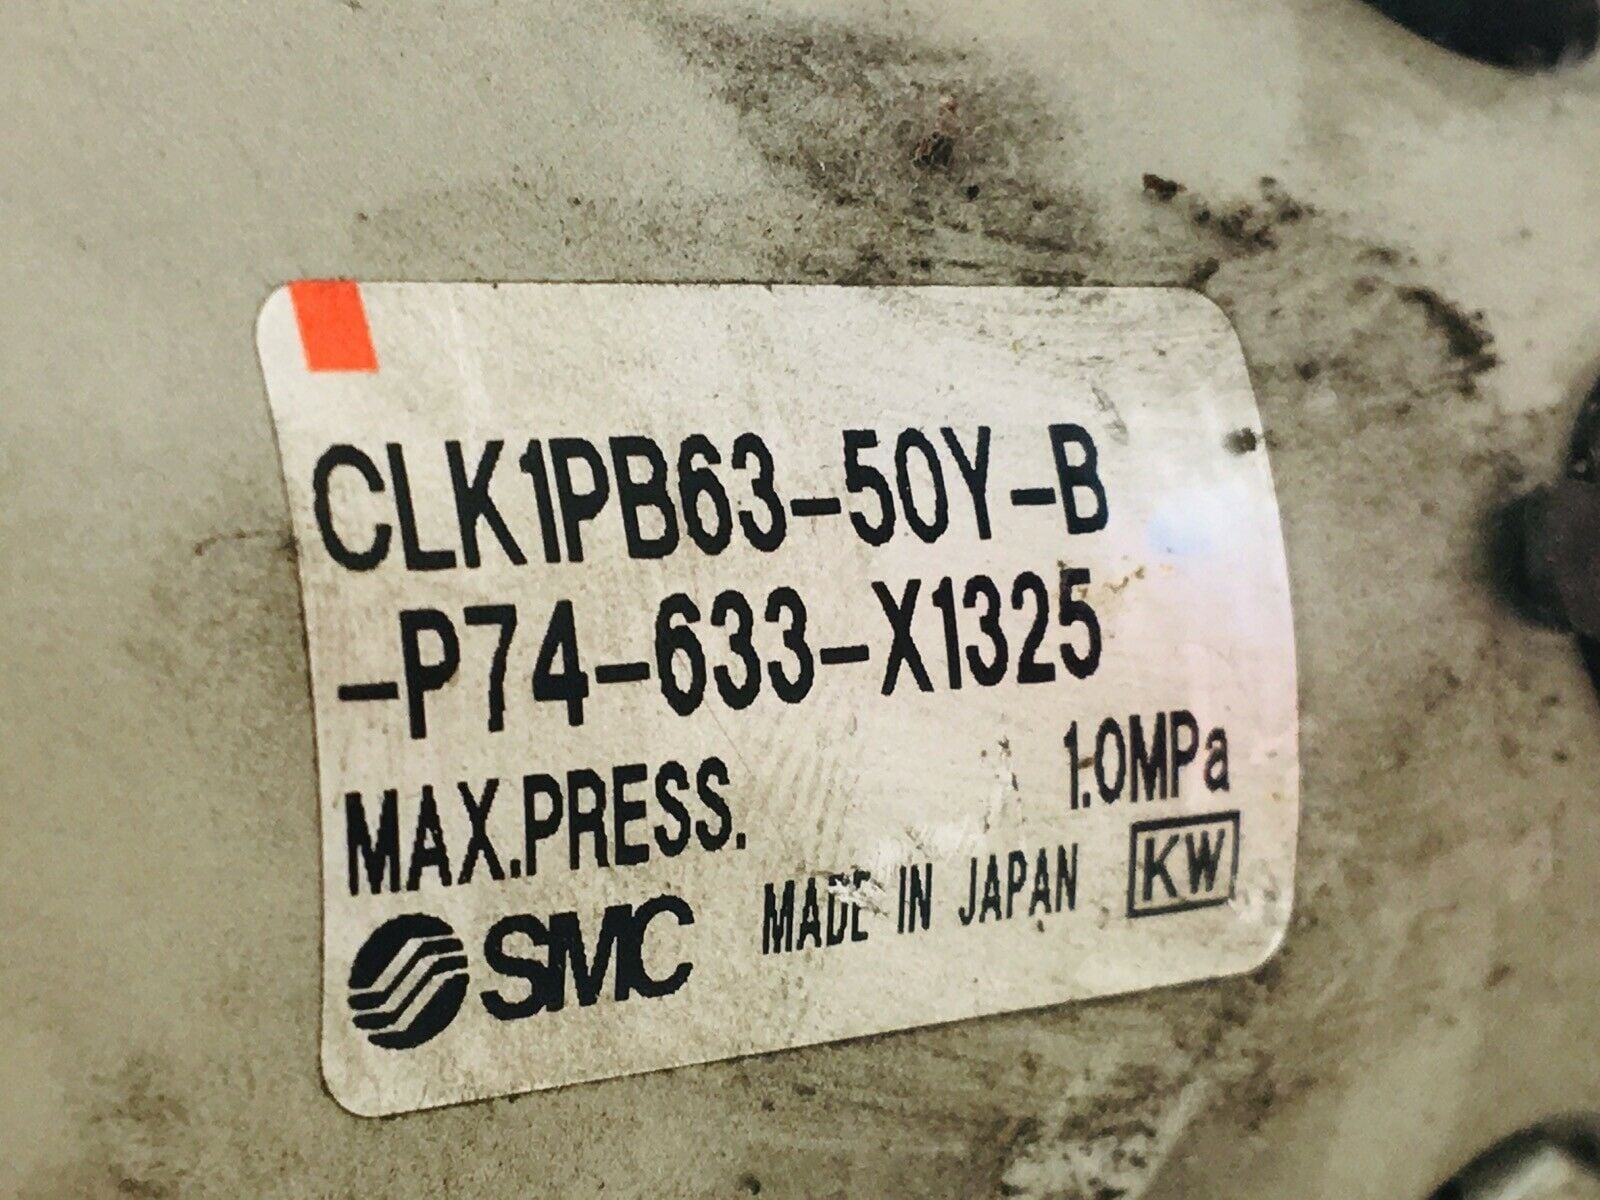 CLK1PB63-50Y-B
-P74-633-X1325
MAX.PRESS. 1.0MPa
SMC MADE IN JAPAN KW